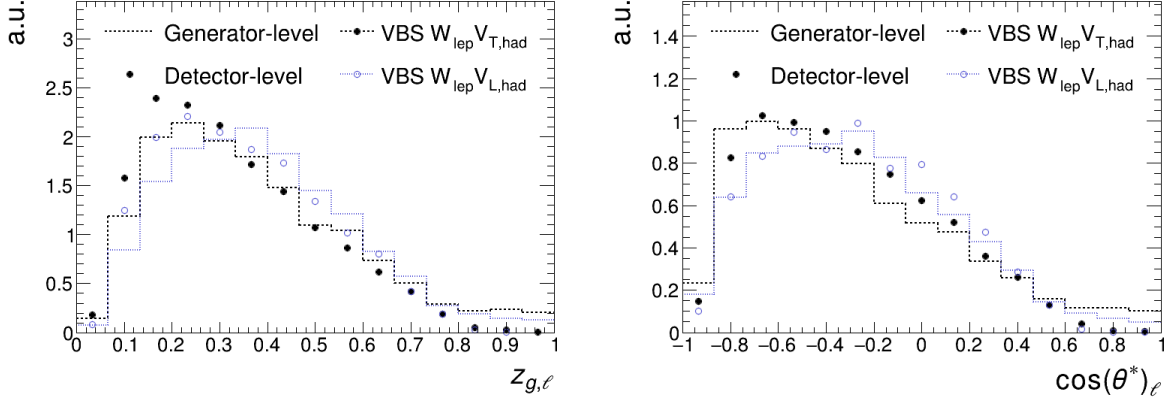 a.u.
3
2.5
2
1.5
1
0.5
0
Generator-level
VBS W_lep V_T,had
Detector-level
VBS W_lep V_L,had
0 0.1 0.2 0.3 0.4 0.5 0.6 0.7 0.8 0.9 1
z_g,ℓ
a.u.
1.4
1.2
1
0.8
0.6
0.4
0.2
0
Generator-level
VBS W_lep V_T,had
Detector-level
VBS W_lep V_L,had
−1 −0.8 −0.6 −0.4 −0.2 0 0.2 0.4 0.6 0.8 1
cos(θ*)_ℓ